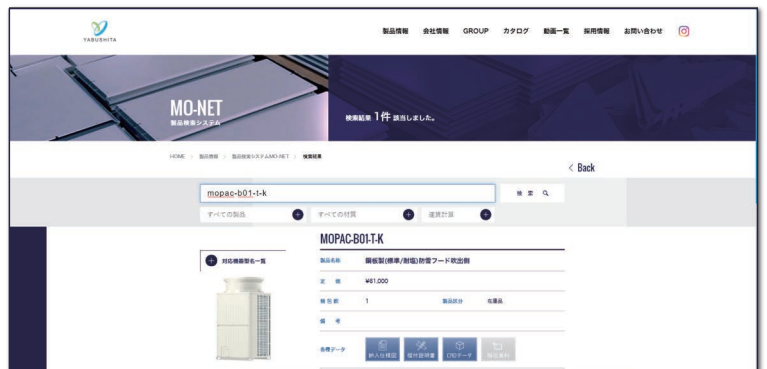 YABUSHITA
製品情報 会社情報 GROUP カタログ 動画一覧 採用情報 お問い合わせ
MO-NET
製品検索システム
検索結果 1件 該当しました。
HOME > 製品情報 > 製品検索システムMO-NET > 検索結果
< Back
mopac-b01-t-k
検 索
すべての製品 + すべての付属 + 運賃計算 +
MOPAC-B01-T-K
+ 対応機器型名一覧
製品名称 鋼板製(標準/耐塩)防雪フード吹出側
定 価 ¥61,000
梱包数 1 製品区分 在庫品
備 考
各種データ 納入仕様図 据付説明書 CADデータ